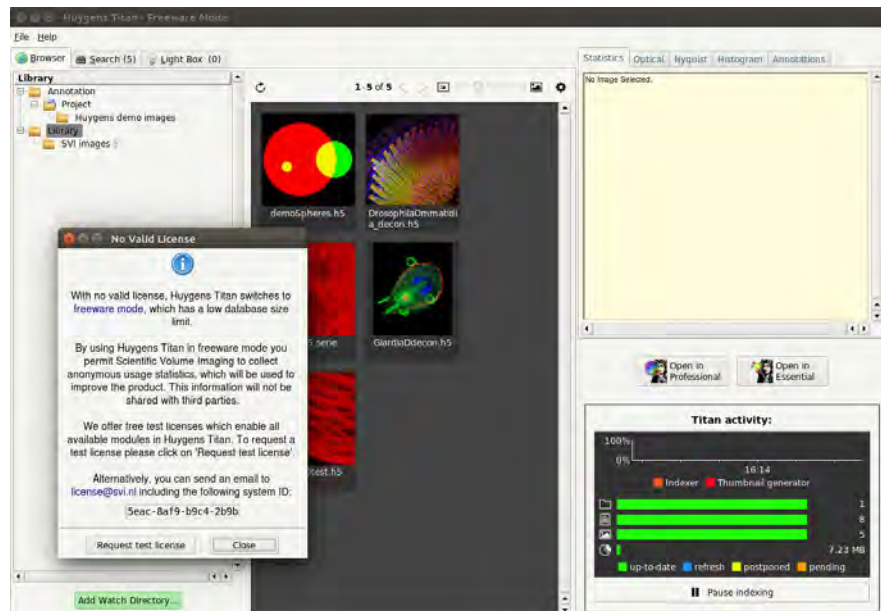 Huygens Titan - Freeware Mode
File Help
Browser
Search (5)
Light Box (0)
Library
Annotation
Project
Huygens demo images
Library
SVI images
1-5 of 5
demoSpheres.h5
DrosophilaOmmatidi
a_decon.h5
serie
GiardiaDdecon.h5
test.h5
No Valid License
With no valid license, Huygens Titan switches to
freeware mode, which has a low database size
limit.
By using Huygens Titan in freeware mode you
permit Scientific Volume Imaging to collect
anonymous usage statistics, which will be used to
improve the product. This information will not be
shared with third parties.
We offer free test licenses which enable all
available modules in Huygens Titan. To request a
test license please click on 'Request test license'
Alternatively, you can send an email to
license@svi.nl including the following system ID:
5eac-8af9-b9c4-2b9b
Request test license
Close
Add Watch Directory...
Statistics
Optical
Nyquist
Histogram
Annotations
No Image Selected.
Open in
Professional
Open in
Essential
Titan activity:
100%
0%
16:14
Indexer
Thumbnail generator
1
8
5
7.23 MB
up-to-date
refresh
postponed
pending
Pause indexing